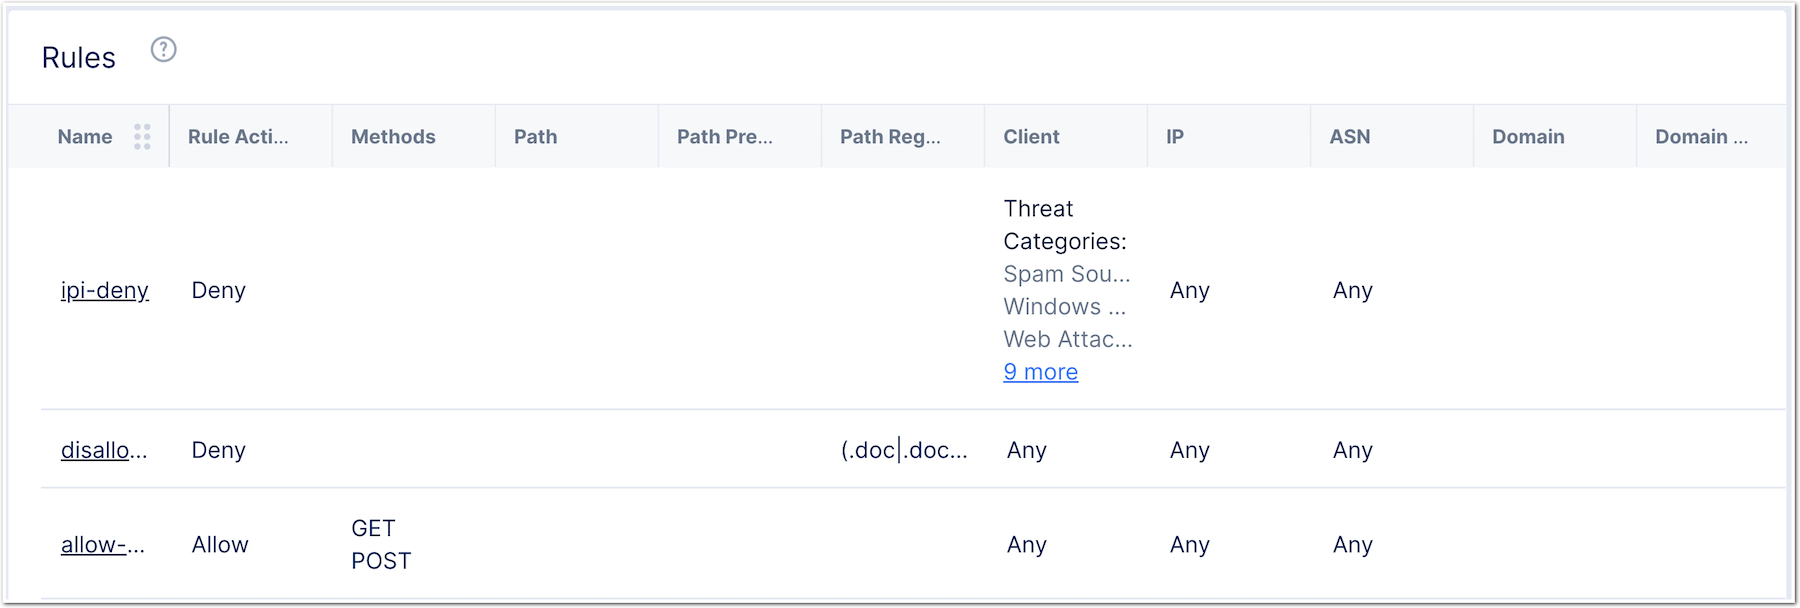 Rules ?
Name Rule Acti... Methods Path Path Pre... Path Reg... Client IP ASN Domain Domain ...
ipi-deny Deny Threat Categories: Spam Sou... Windows ... Web Attac... 9 more Any Any
disallo... Deny (.doc|.doc... Any Any Any
allow-... Allow GET POST Any Any Any